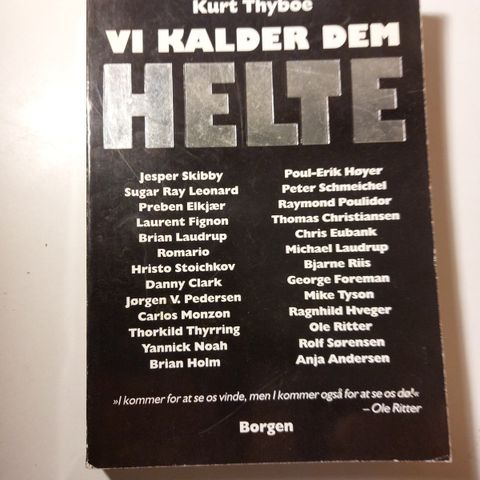 Kurt Thyboe
VI KALDER DEM
HELTE
Jesper Skibby
Sugar Ray Leonard
Preben Elkjær
Laurent Fignon
Brian Laudrup
Romario
Hristo Stoichkov
Danny Clark
Jørgen V. Pedersen
Carlos Monzon
Thorkild Thyrring
Yannick Noah
Brian Holm
Poul-Erik Høyer
Peter Schmeichel
Raymond Poulidor
Thomas Christiansen
Chris Eubank
Michael Laudrup
Bjarne Riis
George Foreman
Mike Tyson
Ragnhild Hveger
Ole Ritter
Rolf Sørensen
Anja Andersen
»I kommer for at se os vinde, men I kommer også for at se os dø!«
– Ole Ritter
Borgen